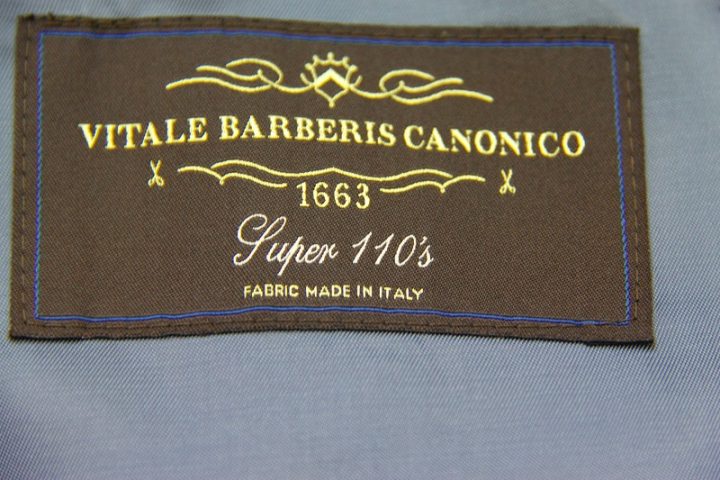 VITALE BARBERIS CANONICO
1663
Super 110's
FABRIC MADE IN ITALY